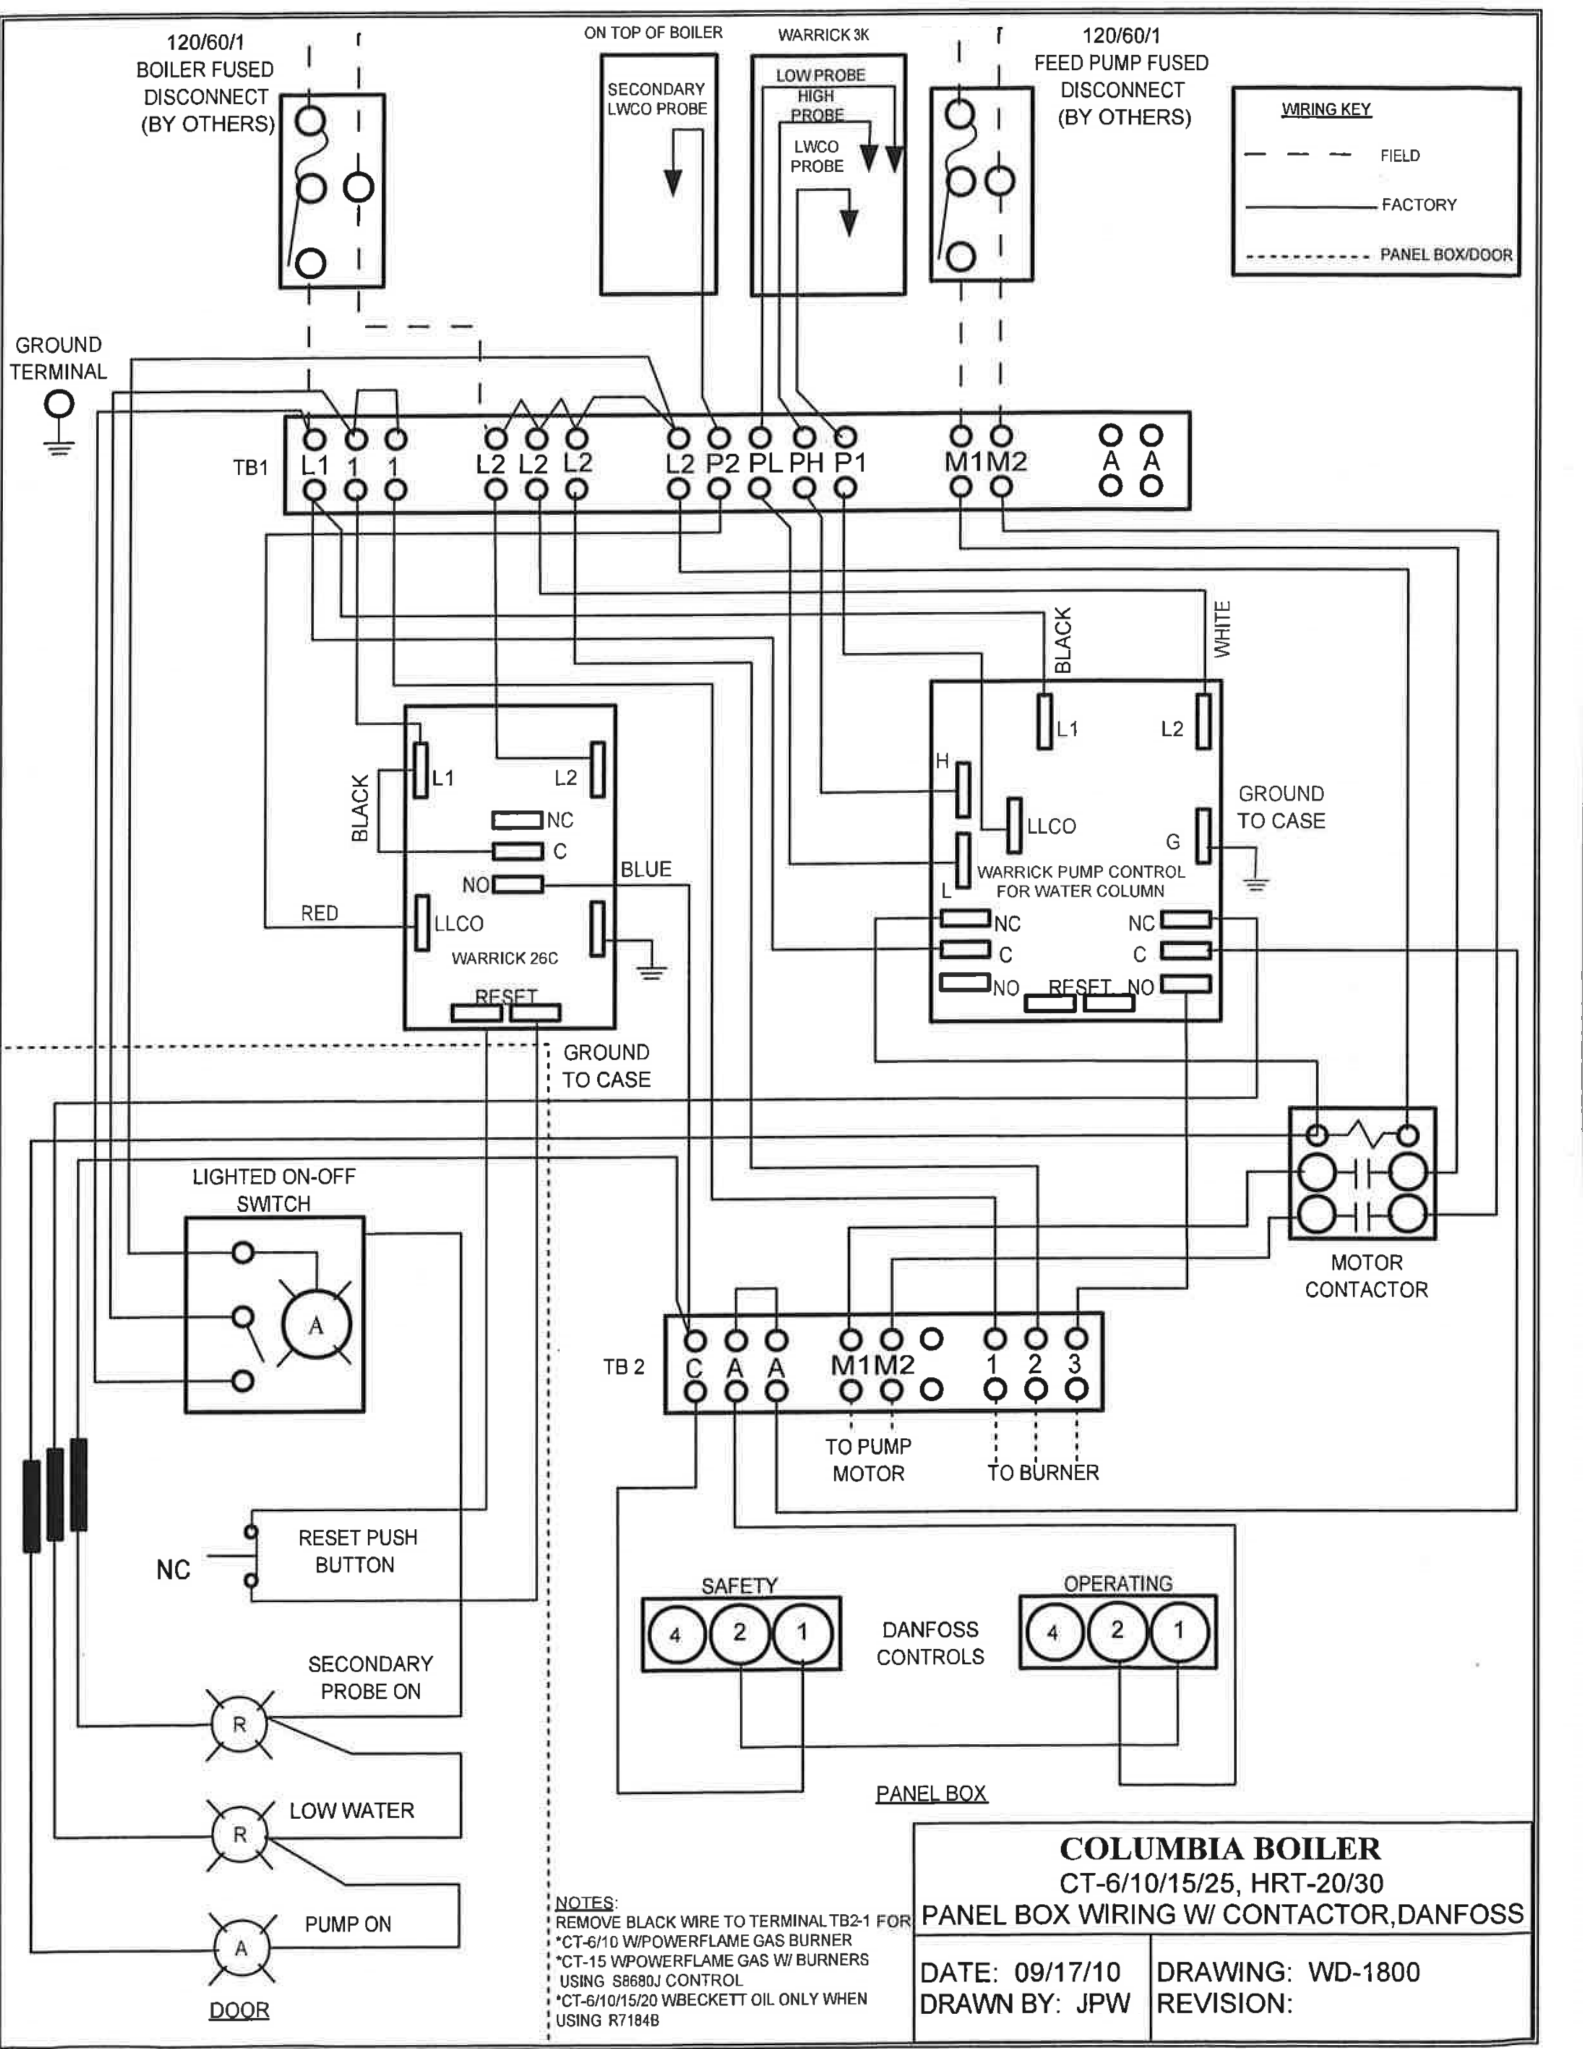 120/60/1
BOILER FUSED
DISCONNECT
(BY OTHERS)
ON TOP OF BOILER
SECONDARY
LWCO PROBE
WARRICK 3K
LOW PROBE
HIGH
PROBE
LWCO
PROBE
120/60/1
FEED PUMP FUSED
DISCONNECT
(BY OTHERS)
WIRING KEY
FIELD
FACTORY
PANEL BOX/DOOR
GROUND
TERMINAL
TB1
L1 1 1 L2 L2 L2 L2 P2 PL PH P1 M1 M2 A A
BLACK
WHITE
L1
L2
BLACK
NC
C
NO
BLUE
RED
LLCO
WARRICK 26C
RESET
GROUND
TO CASE
L1
L2
H
LLCO
G
GROUND
TO CASE
WARRICK PUMP CONTROL
FOR WATER COLUMN
L
NC
C
NO
RESET
NC
C
NO
LIGHTED ON-OFF
SWITCH
A
MOTOR
CONTACTOR
TB 2
C A A M1 M2 1 2 3
TO PUMP
MOTOR
TO BURNER
NC
RESET PUSH
BUTTON
SAFETY
4 2 1
DANFOSS
CONTROLS
OPERATING
4 2 1
SECONDARY
PROBE ON
R
LOW WATER
R
PUMP ON
A
DOOR
PANEL BOX
NOTES:
REMOVE BLACK WIRE TO TERMINAL TB2-1 FOR
*CT-6/10 W/POWERFLAME GAS BURNER
*CT-15 WPOWERFLAME GAS W/ BURNERS
USING S8680J CONTROL
*CT-6/10/15/20 WBECKETT OIL ONLY WHEN
USING R7184B
COLUMBIA BOILER
CT-6/10/15/25, HRT-20/30
PANEL BOX WIRING W/ CONTACTOR,DANFOSS
DATE: 09/17/10
DRAWN BY: JPW
DRAWING: WD-1800
REVISION: